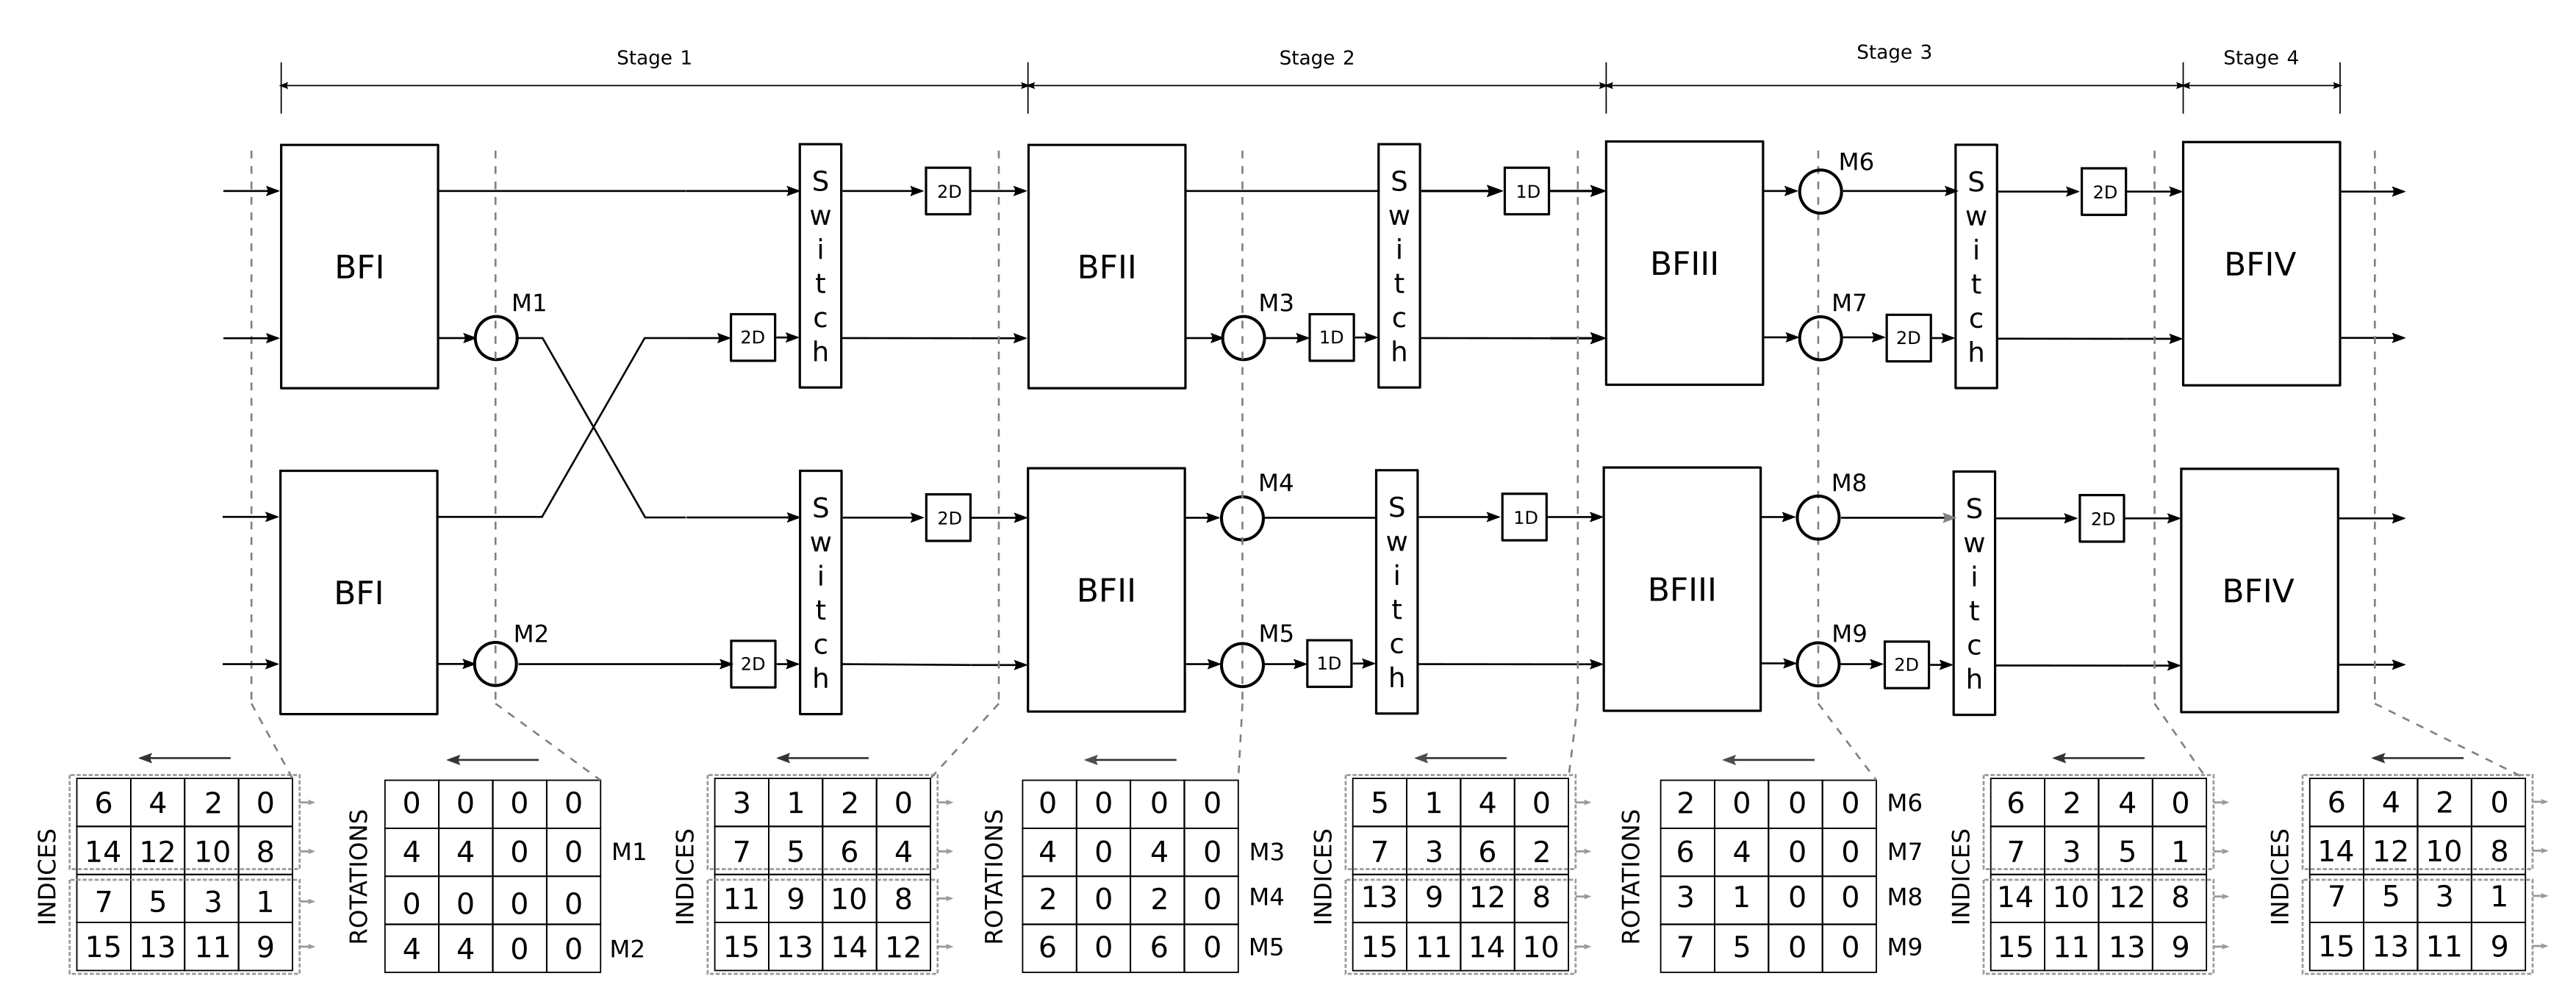 Stage 1 Stage 2 Stage 3 Stage 4
M6
BFI Switch 2D BFII Switch 1D BFIII Switch 2D BFIV
M1 2D M3 1D M7 2D
M4 M8
BFI Switch 2D BFII Switch 1D BFIII Switch 2D BFIV
M2 2D M5 1D M9 2D
INDICES
6 4 2 0
14 12 10 8
7 5 3 1
15 13 11 9
ROTATIONS
0 0 0 0
4 4 0 0 M1
0 0 0 0
4 4 0 0 M2
INDICES
3 1 2 0
7 5 6 4
11 9 10 8
15 13 14 12
ROTATIONS
0 0 0 0
4 0 4 0 M3
2 0 2 0 M4
6 0 6 0 M5
INDICES
5 1 4 0
7 3 6 2
13 9 12 8
15 11 14 10
ROTATIONS
2 0 0 0 M6
6 4 0 0 M7
3 1 0 0 M8
7 5 0 0 M9
INDICES
6 2 4 0
7 3 5 1
14 10 12 8
15 11 13 9
INDICES
6 4 2 0
14 12 10 8
7 5 3 1
15 13 11 9